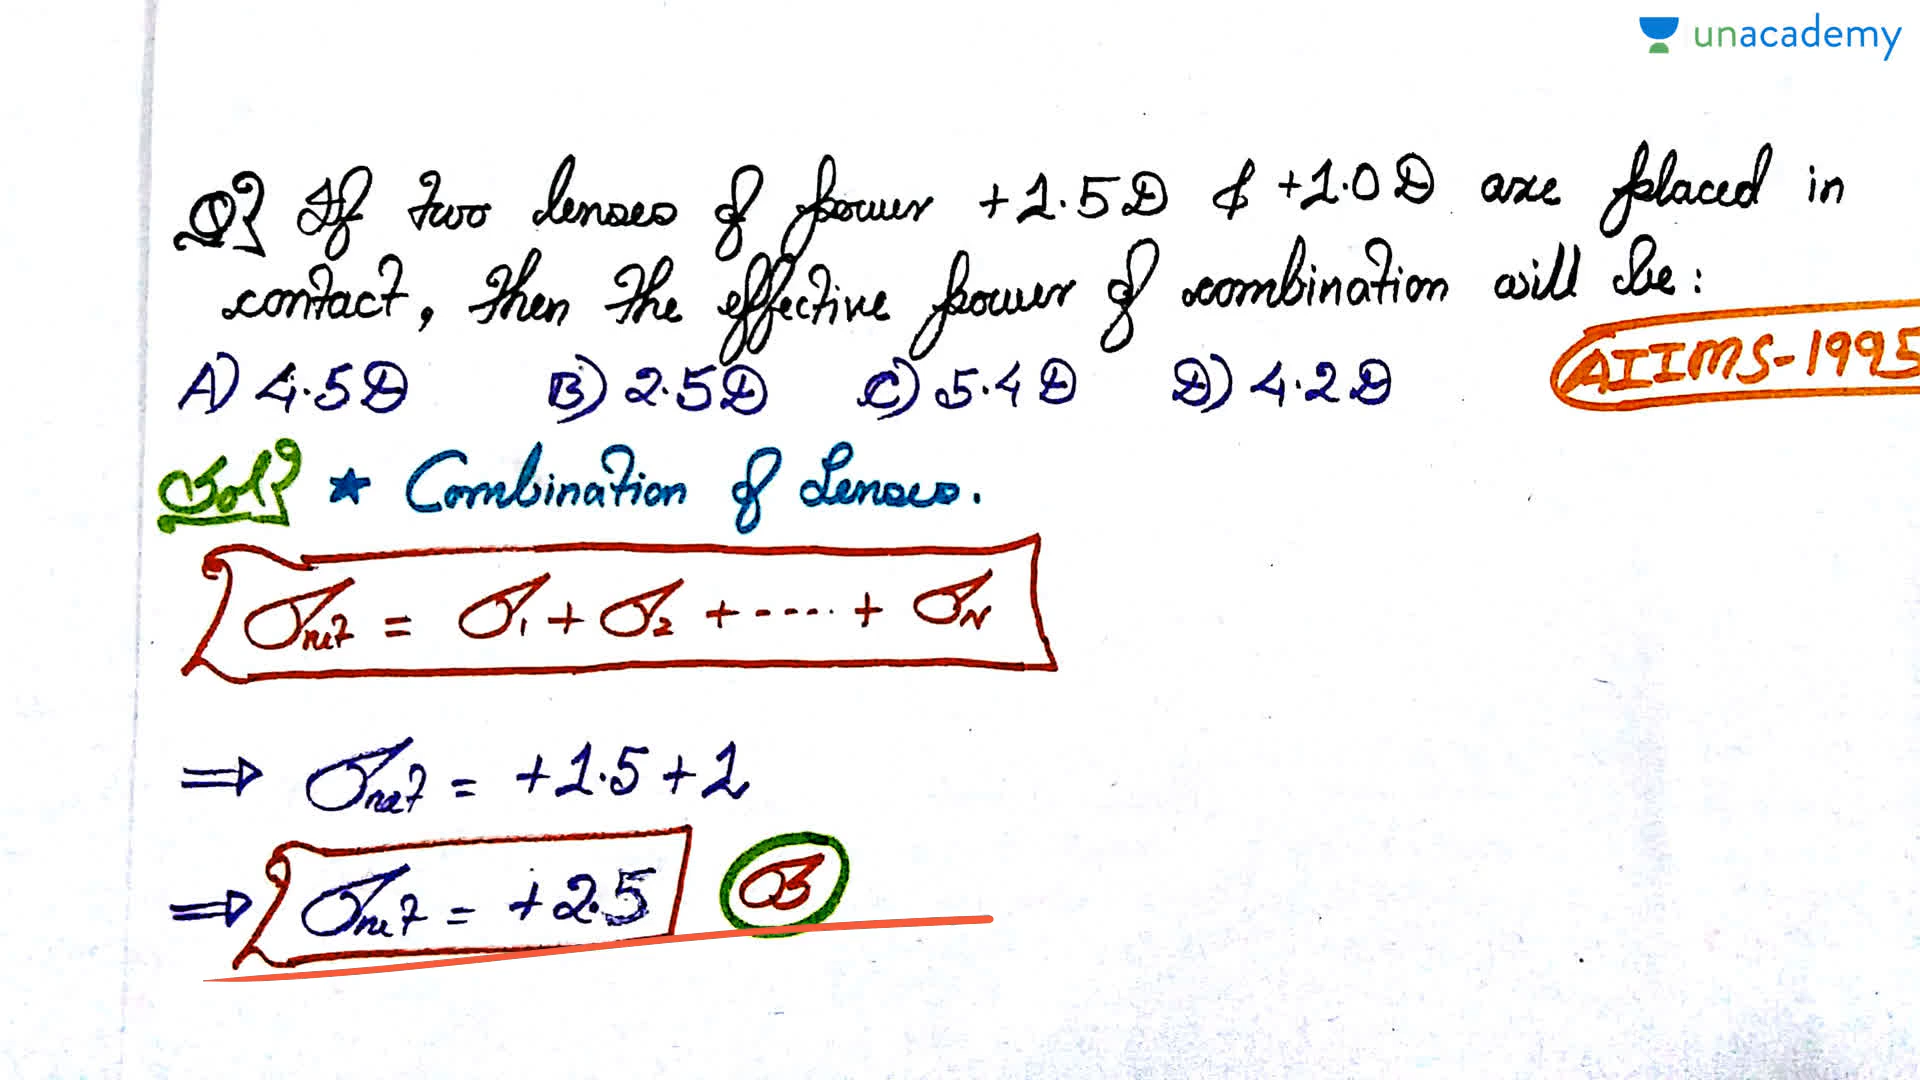 unacademy
Q} If two lenses of power +1.5D & +1.0D are placed in
contact, then the effective power of combination will be:
A) 4.5D B) 2.5D C) 5.4D D) 4.2D
AIIMS-1995
Sol} ★ Combination of Lenses.
Pnet = P1 + P2 + ---- + PN
⇒ Pnet = +1.5+1
⇒ Pnet = +2.5 B